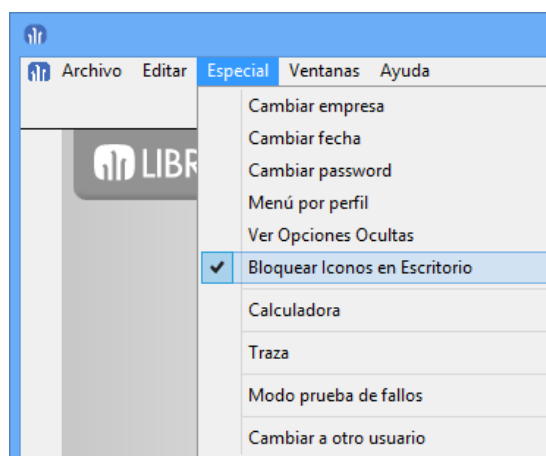 Archivo Editar Especial Ventanas Ayuda
Cambiar empresa
LIBR
Cambiar fecha
Cambiar password
Menú por perfil
Ver Opciones Ocultas
Bloquear Iconos en Escritorio
Calculadora
Traza
Modo prueba de fallos
Cambiar a otro usuario